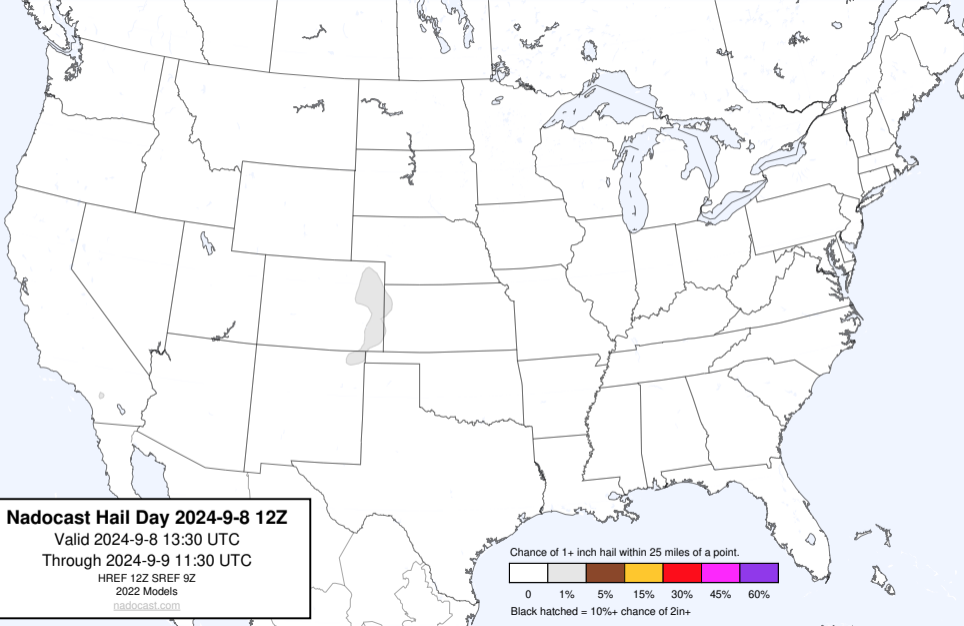 Nadocast Hail Day 2024-9-8 12Z
Valid 2024-9-8 13:30 UTC
Through 2024-9-9 11:30 UTC
HREF 12Z SREF 9Z
2022 Models
nadocast.com
Chance of 1+ inch hail within 25 miles of a point.
0 1% 5% 15% 30% 45% 60%
Black hatched = 10%+ chance of 2in+